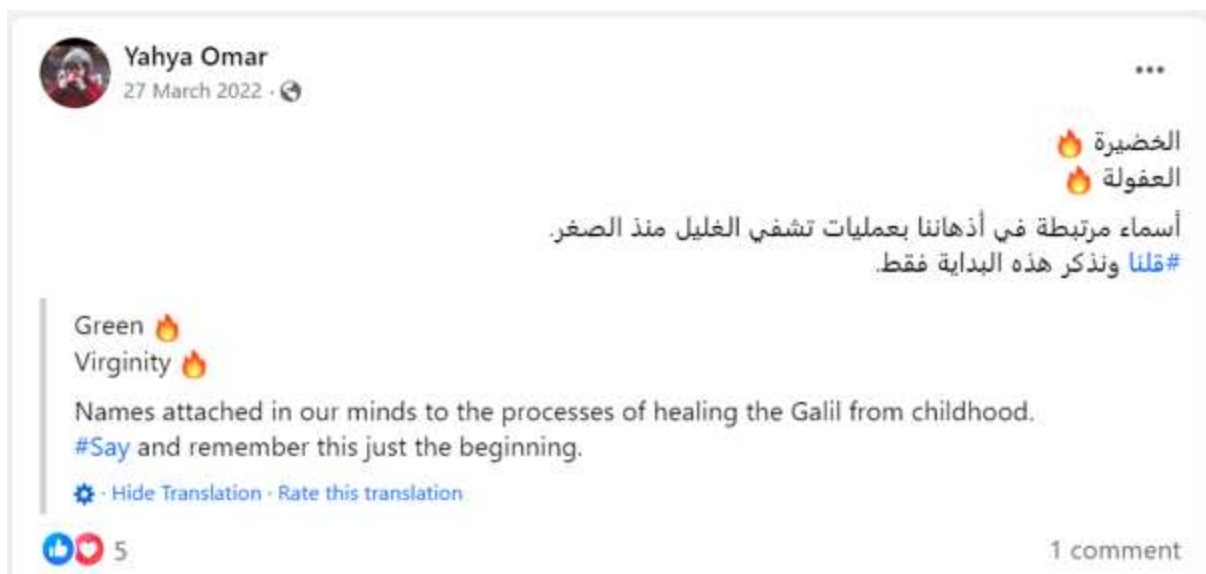 Yahya Omar
27 March 2022 ·
...
الخضيرة 🔥
العفولة 🔥
أسماء مرتبطة في أذهاننا بعمليات تشفي الغليل منذ الصغر.
#قلنا ونذكر هذه البداية فقط.
Green 🔥
Virginity 🔥
Names attached in our minds to the processes of healing the Galil from childhood.
#Say and remember this just the beginning.
· Hide Translation · Rate this translation
5
1 comment